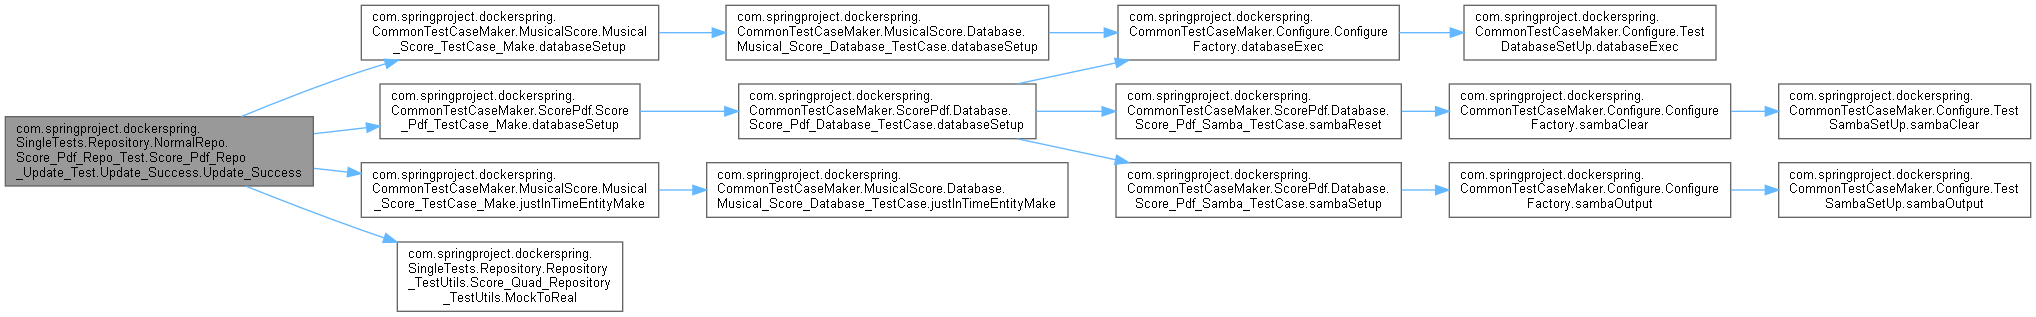 com.springproject.dockerspring.
SingleTests.Repository.NormalRepo.
Score_Pdf_Repo_Test.Score_Pdf_Repo
_Update_Test.Update_Success.Update_Success
com.springproject.dockerspring.
CommonTestCaseMaker.MusicalScore.Musical
_Score_TestCase_Make.databaseSetup
com.springproject.dockerspring.
CommonTestCaseMaker.MusicalScore.Database.
Musical_Score_Database_TestCase.databaseSetup
com.springproject.dockerspring.
CommonTestCaseMaker.Configure.Configure
Factory.databaseExec
com.springproject.dockerspring.
CommonTestCaseMaker.Configure.Test
DatabaseSetUp.databaseExec
com.springproject.dockerspring.
CommonTestCaseMaker.ScorePdf.Score
_Pdf_TestCase_Make.databaseSetup
com.springproject.dockerspring.
CommonTestCaseMaker.ScorePdf.Database.
Score_Pdf_Database_TestCase.databaseSetup
com.springproject.dockerspring.
CommonTestCaseMaker.ScorePdf.Database.
Score_Pdf_Samba_TestCase.sambaReset
com.springproject.dockerspring.
CommonTestCaseMaker.Configure.Configure
Factory.sambaClear
com.springproject.dockerspring.
CommonTestCaseMaker.Configure.Test
SambaSetUp.sambaClear
com.springproject.dockerspring.
CommonTestCaseMaker.MusicalScore.Musical
_Score_TestCase_Make.justInTimeEntityMake
com.springproject.dockerspring.
CommonTestCaseMaker.MusicalScore.Database.
Musical_Score_Database_TestCase.justInTimeEntityMake
com.springproject.dockerspring.
CommonTestCaseMaker.ScorePdf.Database.
Score_Pdf_Samba_TestCase.sambaSetup
com.springproject.dockerspring.
CommonTestCaseMaker.Configure.Configure
Factory.sambaOutput
com.springproject.dockerspring.
CommonTestCaseMaker.Configure.Test
SambaSetUp.sambaOutput
com.springproject.dockerspring.
SingleTests.Repository.Repository
_TestUtils.Score_Quad_Repository
_TestUtils.MockToReal